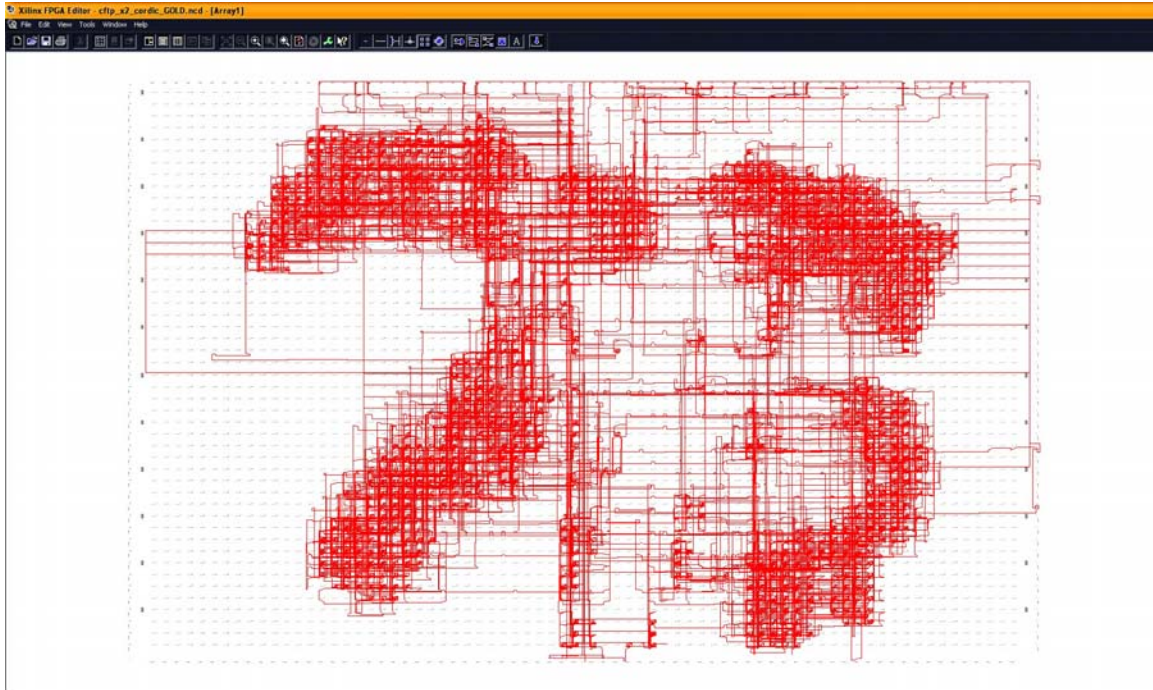 Xilinx FPGA Editor - cftp_x2_cordic_GOLD.ncd - [Array1]
File Edit View Tools Window Help
A